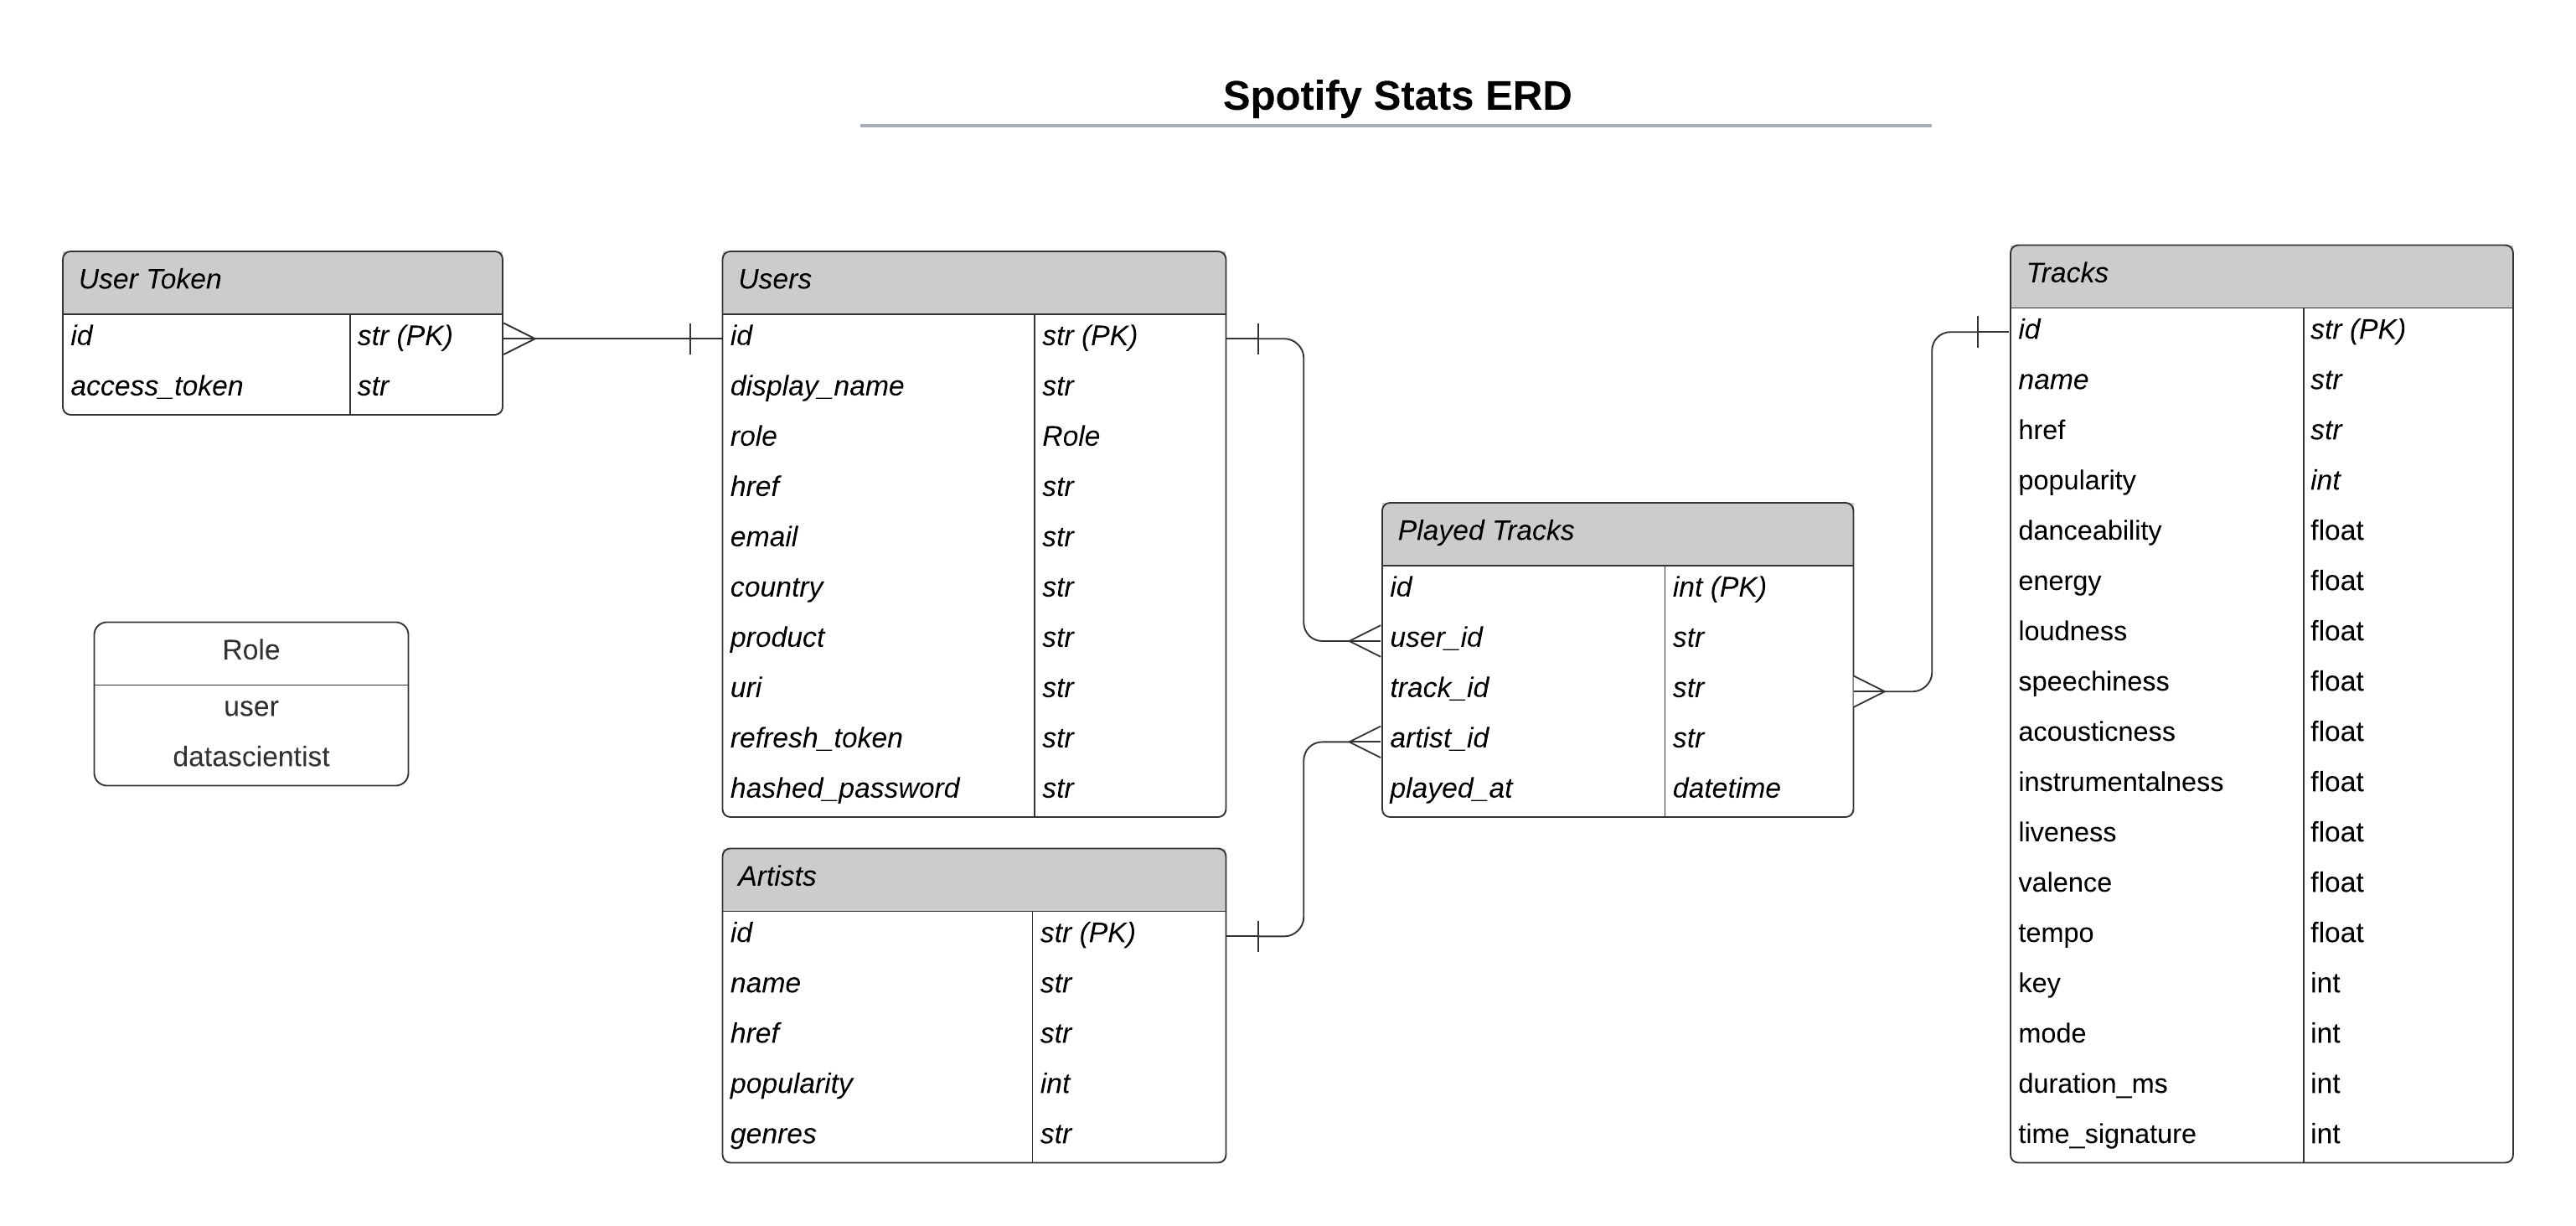 Spotify Stats ERD
User Token
id str (PK)
access_token str
Role
user
datascientist
Users
id str (PK)
display_name str
role Role
href str
email str
country str
product str
uri str
refresh_token str
hashed_password str
Artists
id str (PK)
name str
href str
popularity int
genres str
Played Tracks
id int (PK)
user_id str
track_id str
artist_id str
played_at datetime
Tracks
id str (PK)
name str
href str
popularity int
danceability float
energy float
loudness float
speechiness float
acousticness float
instrumentalness float
liveness float
valence float
tempo float
key int
mode int
duration_ms int
time_signature int